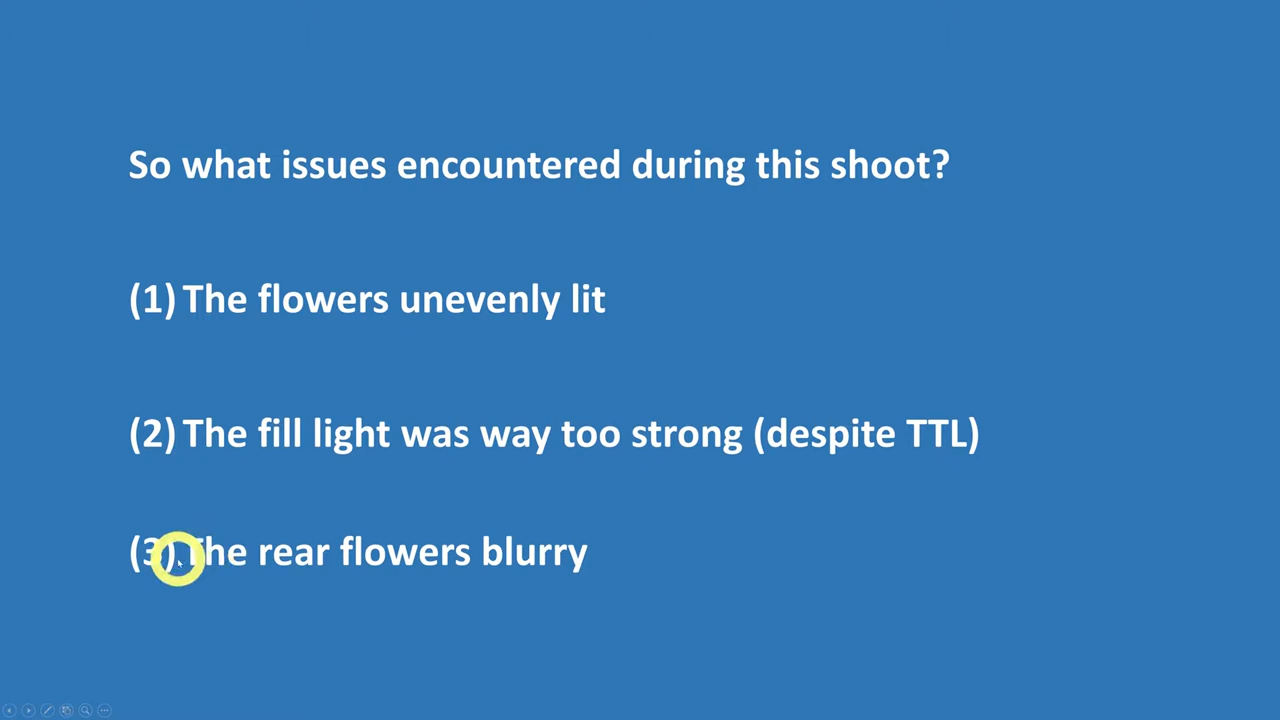 So what issues encountered during this shoot?
(1) The flowers unevenly lit
(2) The fill light was way too strong (despite TTL)
(3) The rear flowers blurry